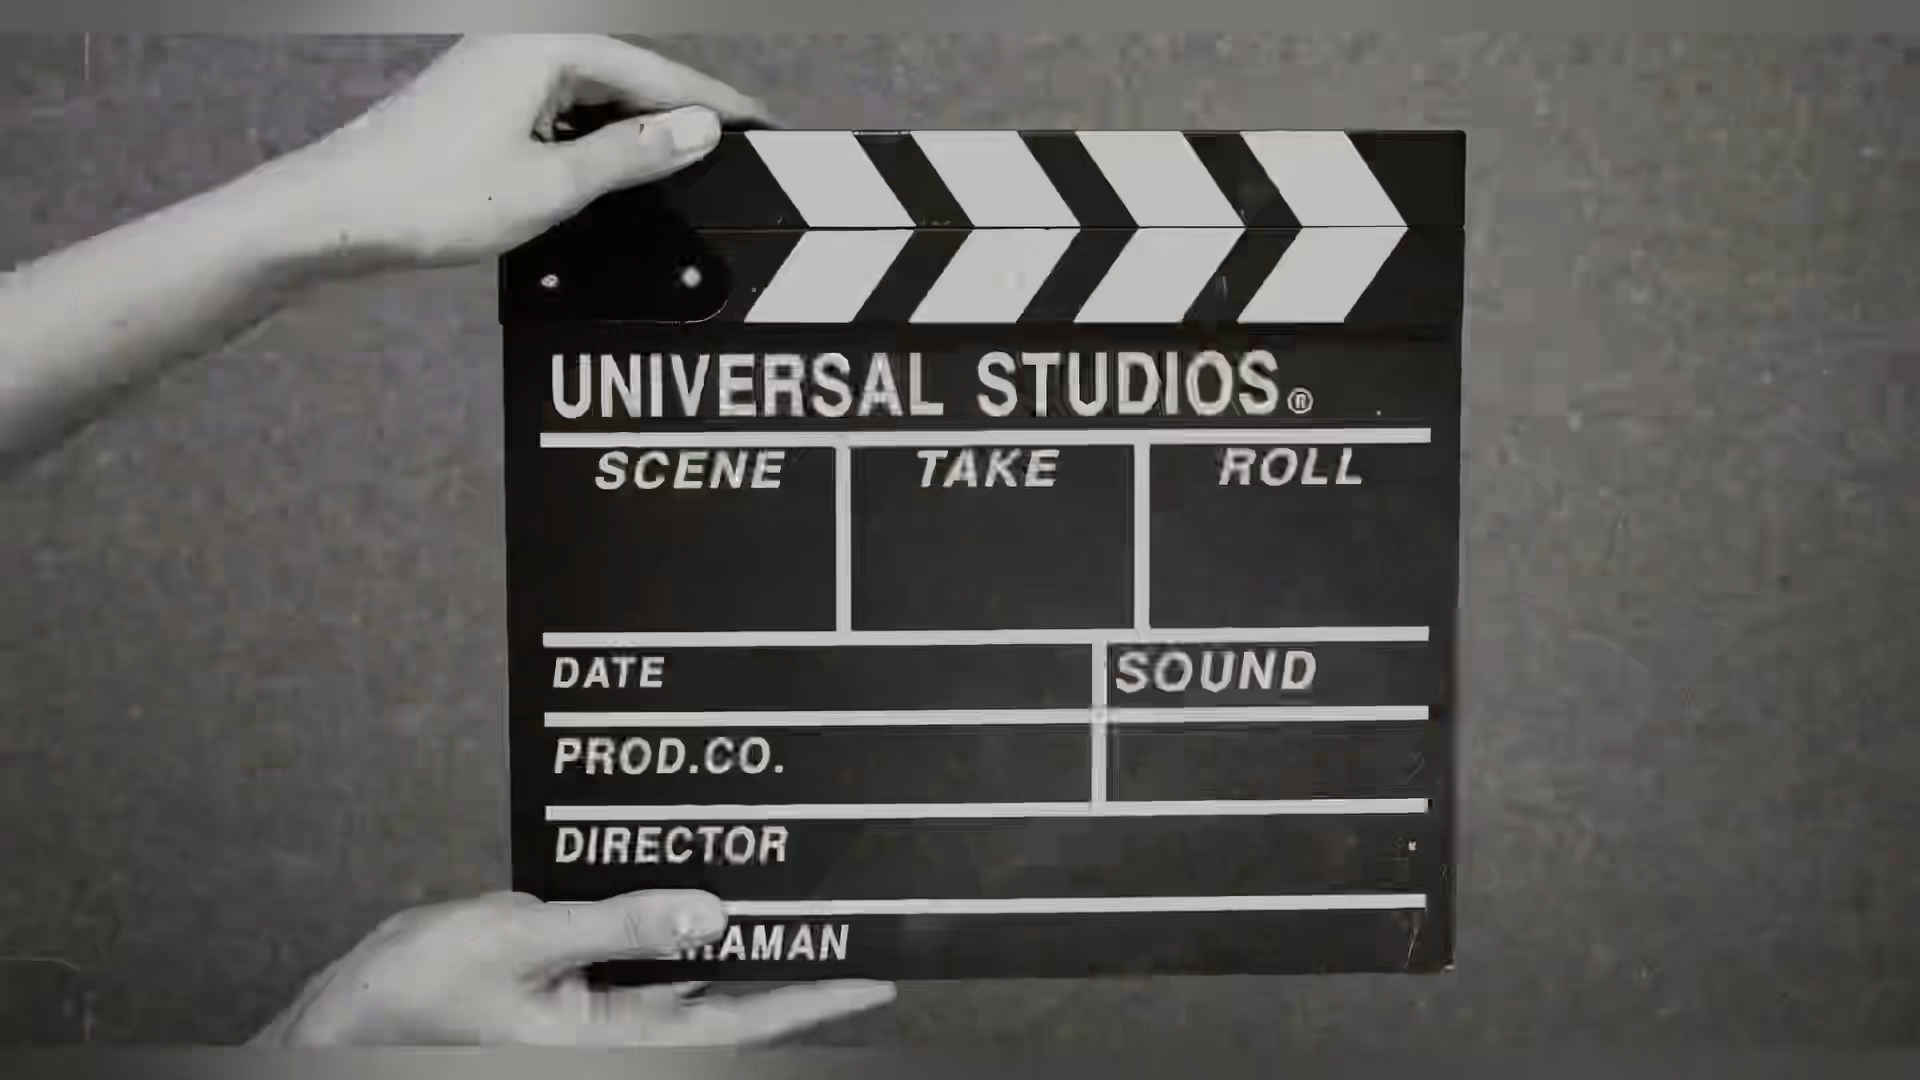 UNIVERSAL STUDIOS®
SCENE TAKE ROLL
DATE SOUND
PROD.CO.
DIRECTOR